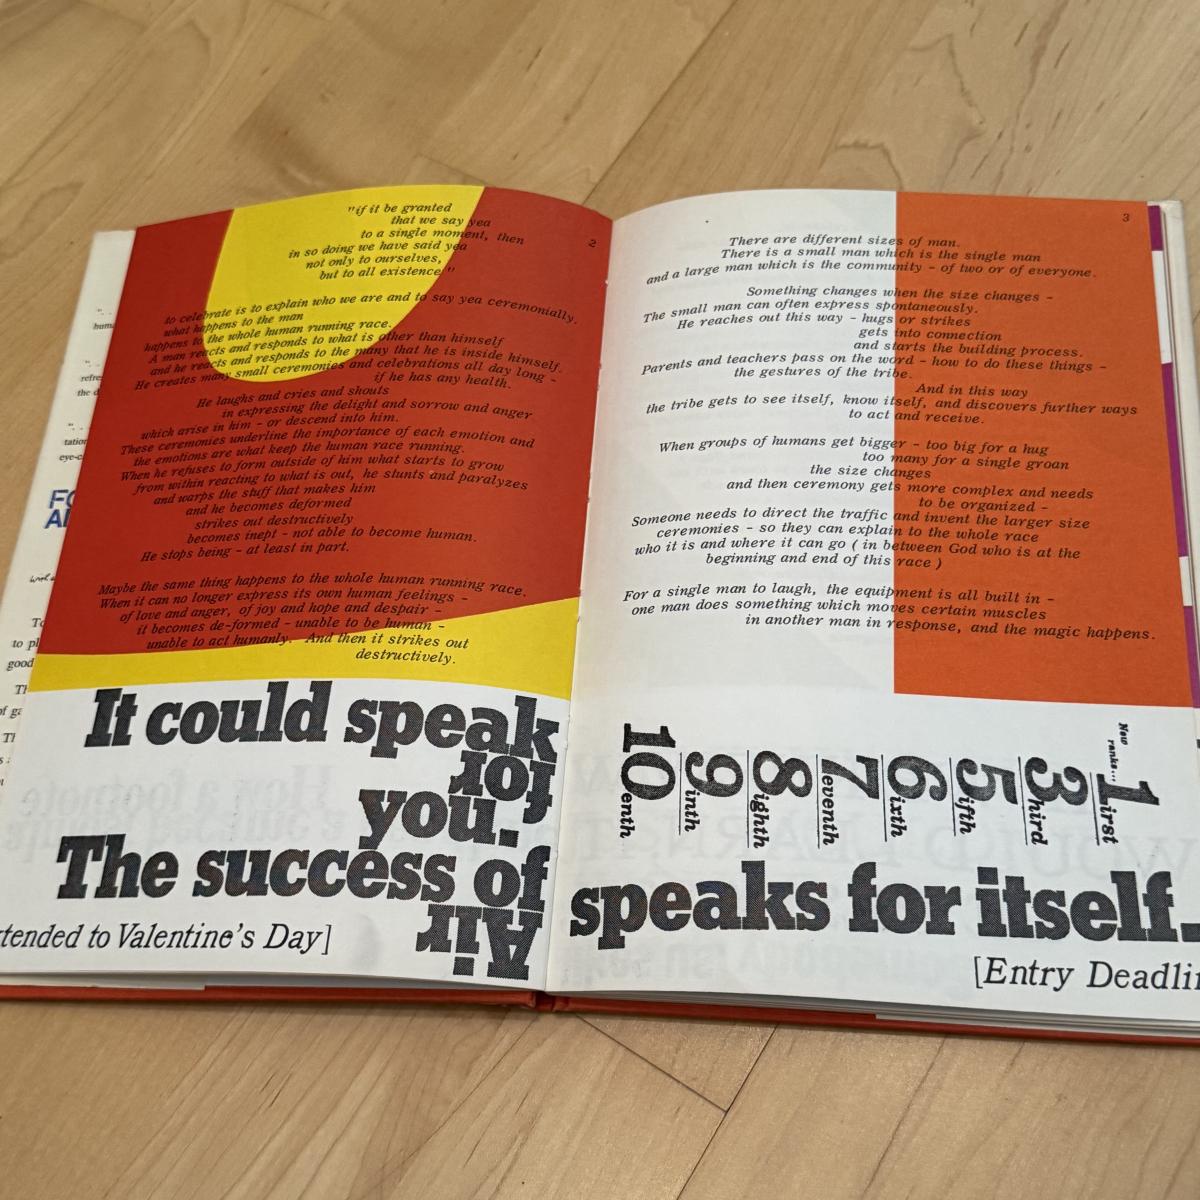 "if it be granted
that we say yea
to a single moment, then
in so doing we have said yea
not only to ourselves,
but to all existence."
2
to celebrate is to explain who we are and to say yea ceremonially.
what happens to the man
happens to the whole human running race.
A man reacts and responds to what is other than himself
and he reacts and responds to the many that he is inside himself.
He creates many small ceremonies and celebrations all day long –
if he has any health.
He laughs and cries and shouts
in expressing the delight and sorrow and anger
which arise in him – or descend into him.
These ceremonies underline the importance of each emotion and
the emotions are what keep the human race running.
When he refuses to form outside of him what starts to grow
from within reacting to what is out, he stunts and paralyzes
and warps the stuff that makes him
and he becomes deformed
strikes out destructively
becomes inept – not able to become human.
He stops being – at least in part.
Maybe the same thing happens to the whole human running race.
When it can no longer express its own human feelings –
of love and anger, of joy and hope and despair –
it becomes de-formed – unable to be human –
unable to act humanly. And then it strikes out
destructively.
It could speak
for
you.
The success of
Air
xtended to Valentine's Day]
3
There are different sizes of man.
There is a small man which is the single man
and a large man which is the community – of two or of everyone.
Something changes when the size changes –
The small man can often express spontaneously.
He reaches out this way – hugs or strikes
gets into connection
and starts the building process.
Parents and teachers pass on the word – how to do these things –
the gestures of the tribe.
And in this way
the tribe gets to see itself, know itself, and discovers further ways
to act and receive.
When groups of humans get bigger – too big for a hug
too many for a single groan
the size changes
and then ceremony gets more complex and needs
to be organized –
Someone needs to direct the traffic and invent the larger size
ceremonies – so they can explain to the whole race
who it is and where it can go ( in between God who is at the
beginning and end of this race )
For a single man to laugh, the equipment is all built in –
one man does something which moves certain muscles
in another man in response, and the magic happens.
New
ranks...
1irst
3hird
5ifth
6ixth
7eventh
8ighth
9inth
10enth
speaks for itself.
[Entry Deadlin